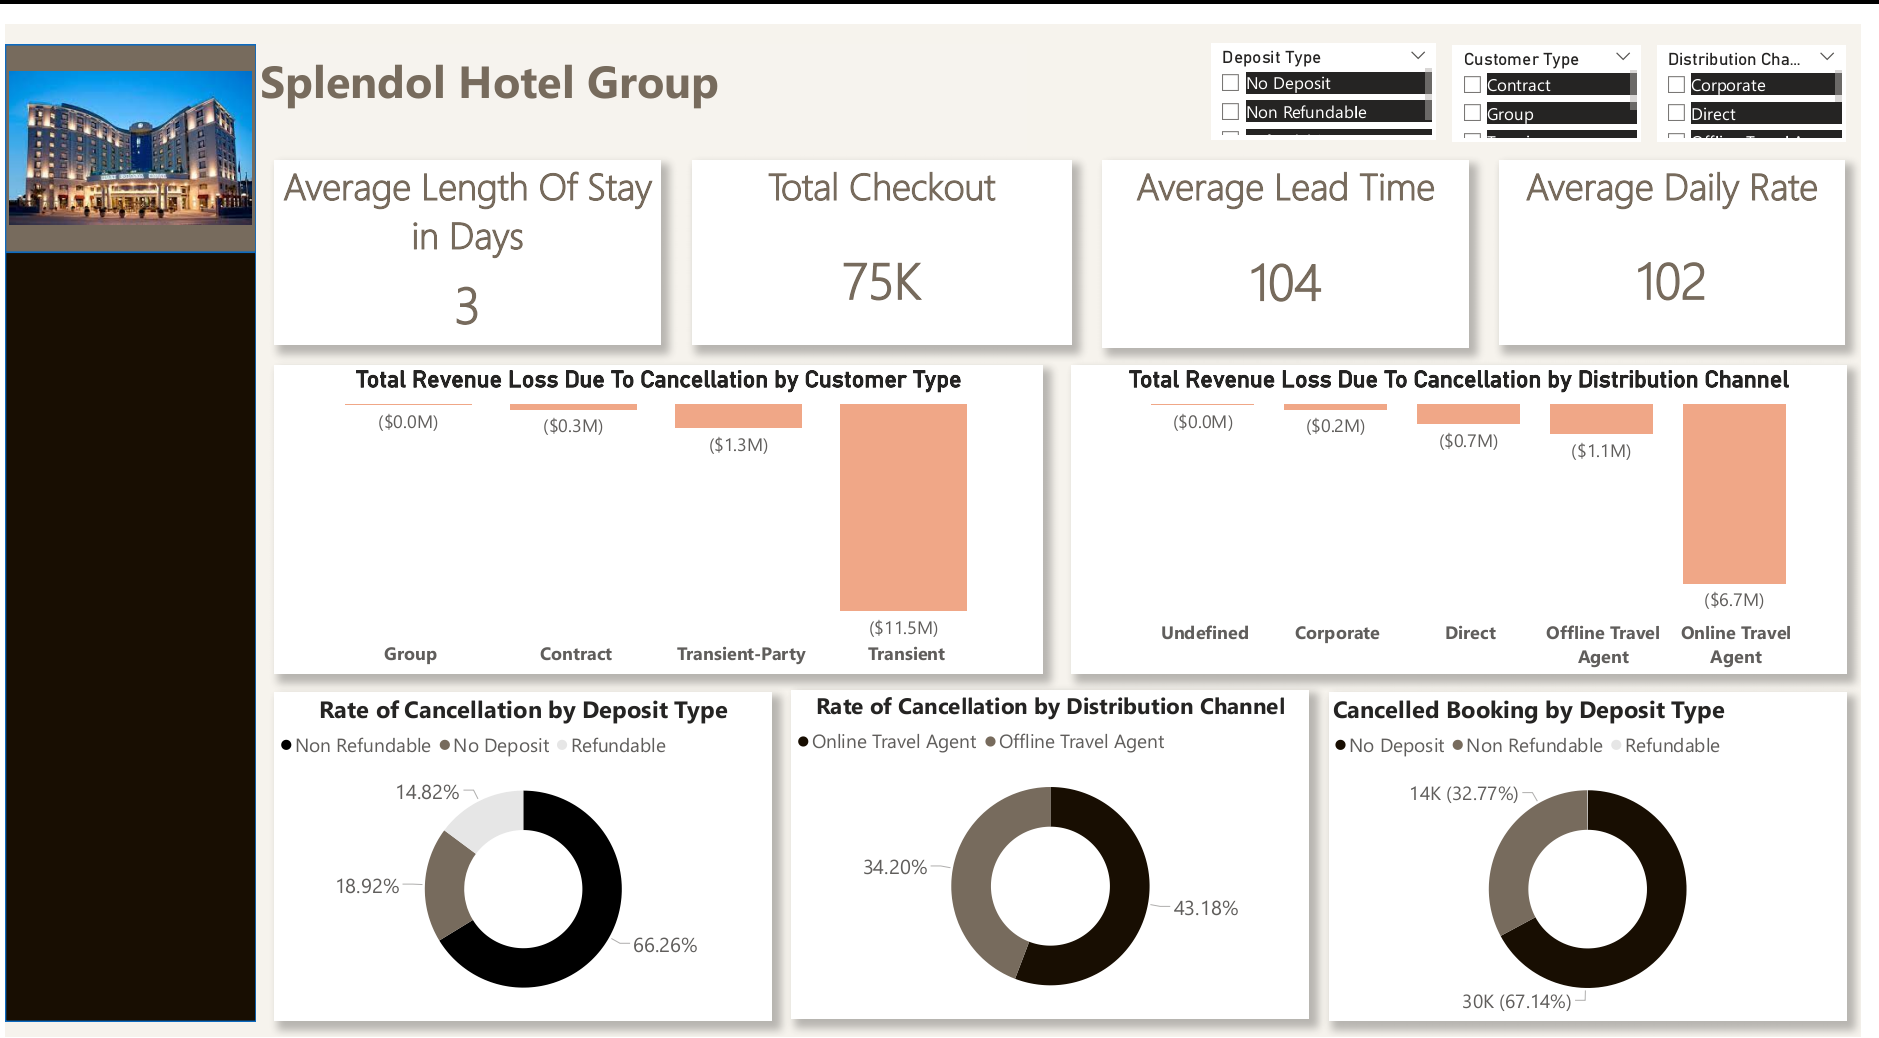 Splendol Hotel Group
Deposit Type
No Deposit
Non Refundable
Customer Type
Contract
Group
Distribution Cha...
Corporate
Direct
Average Length Of Stay
in Days
3
Total Checkout
75K
Average Lead Time
104
Average Daily Rate
102
Total Revenue Loss Due To Cancellation by Customer Type
($0.0M)
($0.3M)
($1.3M)
($11.5M)
Group
Contract
Transient-Party
Transient
Total Revenue Loss Due To Cancellation by Distribution Channel
($0.0M)
($0.2M)
($0.7M)
($1.1M)
($6.7M)
Undefined
Corporate
Direct
Offline Travel
Agent
Online Travel
Agent
Rate of Cancellation by Deposit Type
Non Refundable No Deposit Refundable
14.82%
18.92%
66.26%
Rate of Cancellation by Distribution Channel
Online Travel Agent Offline Travel Agent
34.20%
43.18%
Cancelled Booking by Deposit Type
No Deposit Non Refundable Refundable
14K (32.77%)
30K (67.14%)